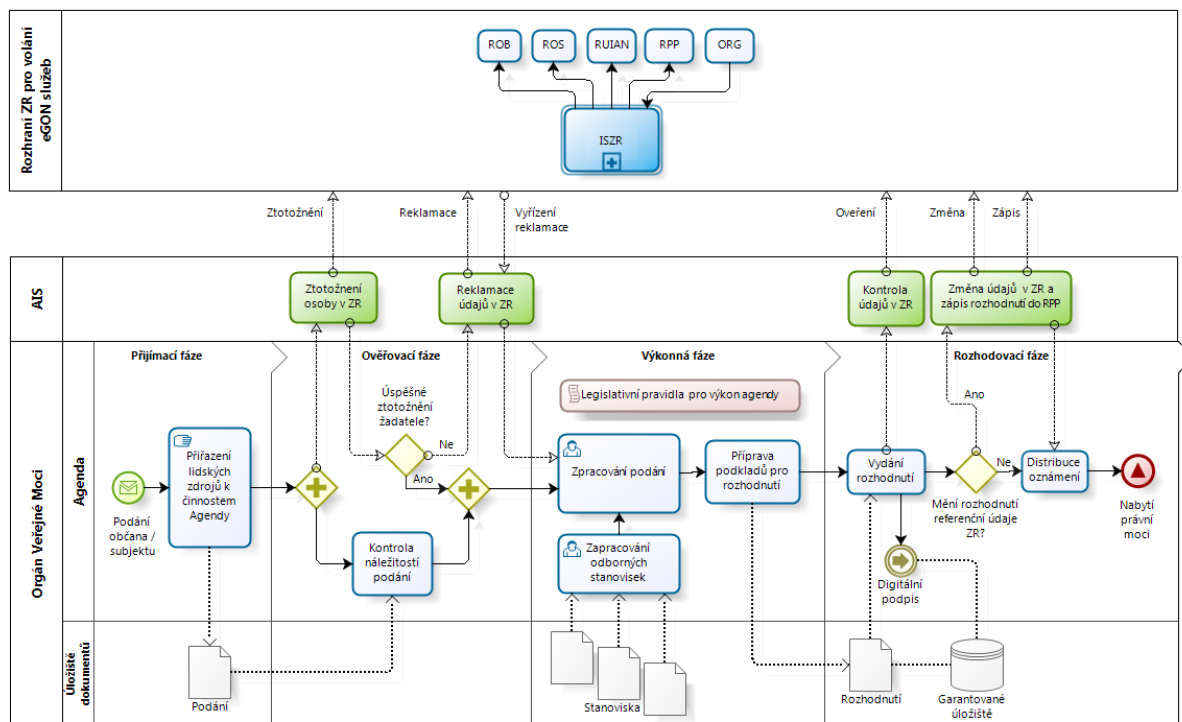 Rozhraní ZR pro volání
eGON služeb
ROB
ROS
RUIAN
RPP
ORG
ISZR
Ztotožnění
Reklamace
Vyřízení
reklamace
Oveření
Změna
Zápis
Orgán Veřejné Moci
AIS
Ztotožnení
osoby v ZR
Reklamace
údajů v ZR
Kontrola
údajů v ZR
Změna údajů v ZR a
zápis rozhodnutí do RPP
Agenda
Přijímací fáze
Ověřovací fáze
Výkonná fáze
Rozhodovací fáze
Úspěšné
ztotožnění
žadatele?
Ne
Ano
Legislativní pravidla pro výkon agendy
Ano
Podání
občana /
subjektu
Přiřazení
lidských
zdrojů k
činnostem
Agendy
Kontrola
náležitostí
podání
Zpracování podání
Příprava
podkladů pro
rozhodnutí
Zapracování
odborných
stanovisek
Vydání
rozhodnutí
Ne
Mění rozhodnutí
referenční údaje
ZR?
Distribuce
oznámení
Nabytí
právní
moci
Digitální
podpis
Úložiště
dokumentů
Podání
Stanoviska
Rozhodnutí
Garantované
úložiště